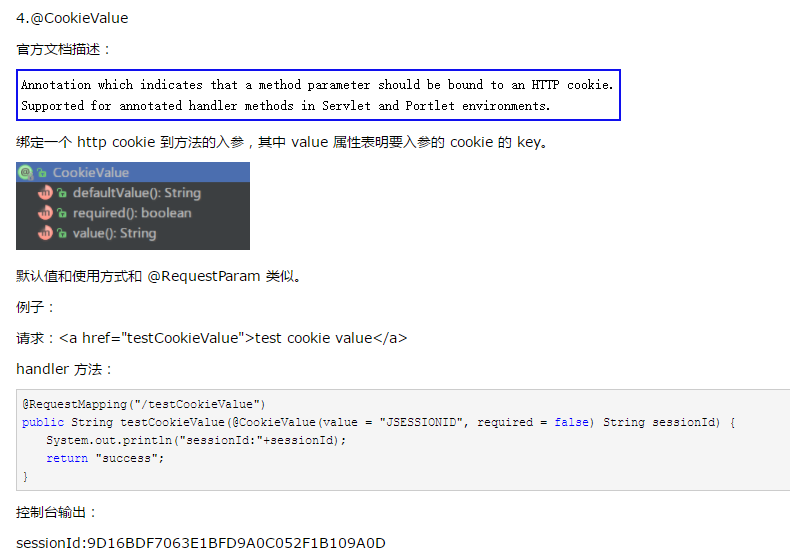 4.@CookieValue
官方文档描述：
Annotation which indicates that a method parameter should be bound to an HTTP cookie.
Supported for annotated handler methods in Servlet and Portlet environments.
绑定一个 http cookie 到方法的入参，其中 value 属性表明要入参的 cookie 的 key。
CookieValue
defaultValue(): String
required(): boolean
value(): String
默认值和使用方式和 @RequestParam 类似。
例子：
请求：<a href="testCookieValue">test cookie value</a>
handler 方法：
@RequestMapping("/testCookieValue")
public String testCookieValue(@CookieValue(value = "JSESSIONID", required = false) String sessionId) {
System.out.println("sessionId:"+sessionId);
return "success";
}
控制台输出：
sessionId:9D16BDF7063E1BFD9A0C052F1B109A0D